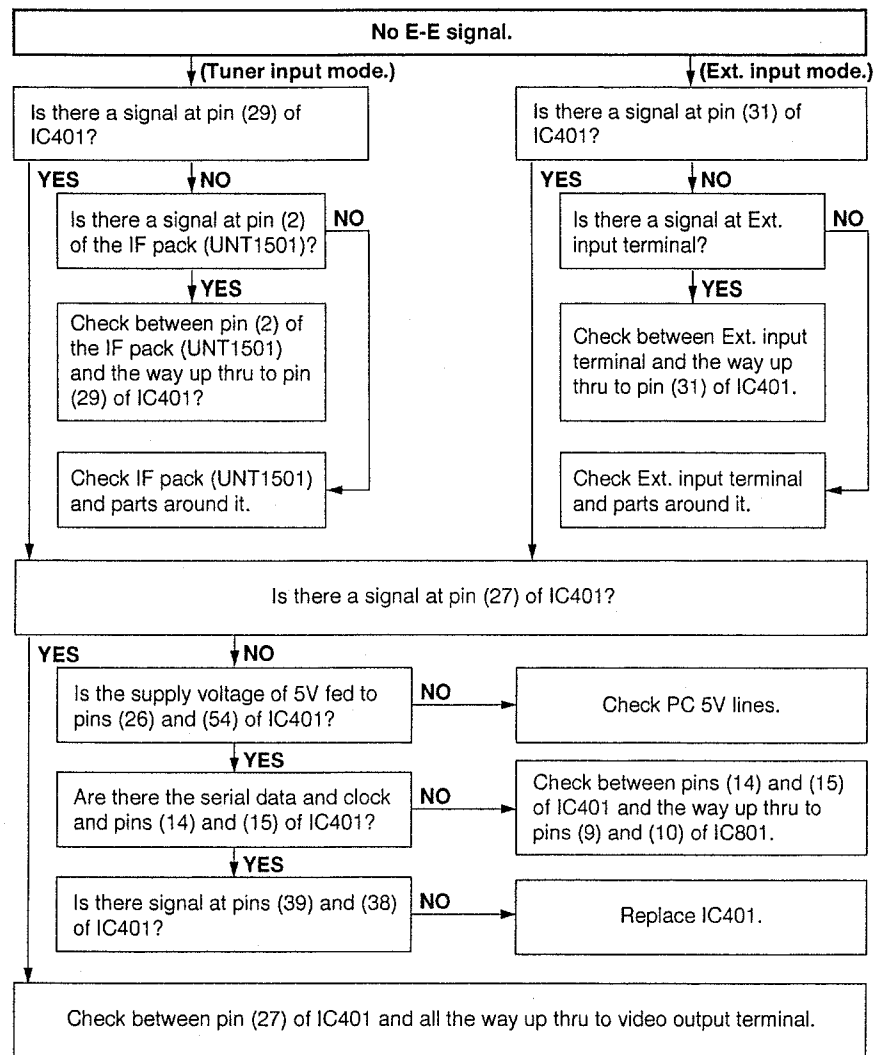 No E-E signal.
(Tuner input mode.)
(Ext. input mode.)
Is there a signal at pin (29) of
IC401?
Is there a signal at pin (31) of
IC401?
YES
NO
YES
NO
Is there a signal at pin (2)
of the IF pack (UNT1501)?
NO
Is there a signal at Ext.
input terminal?
NO
YES
YES
Check between pin (2) of
the IF pack (UNT1501)
and the way up thru to pin
(29) of IC401?
Check between Ext. input
terminal and the way up
thru to pin (31) of IC401.
Check IF pack (UNT1501)
and parts around it.
Check Ext. input terminal
and parts around it.
Is there a signal at pin (27) of IC401?
YES
NO
Is the supply voltage of 5V fed to
pins (26) and (54) of IC401?
NO
Check PC 5V lines.
YES
Are there the serial data and clock
and pins (14) and (15) of IC401?
NO
Check between pins (14) and (15)
of IC401 and the way up thru to
pins (9) and (10) of IC801.
YES
Is there signal at pins (39) and (38)
of IC401?
NO
Replace IC401.
Check between pin (27) of IC401 and all the way up thru to video output terminal.